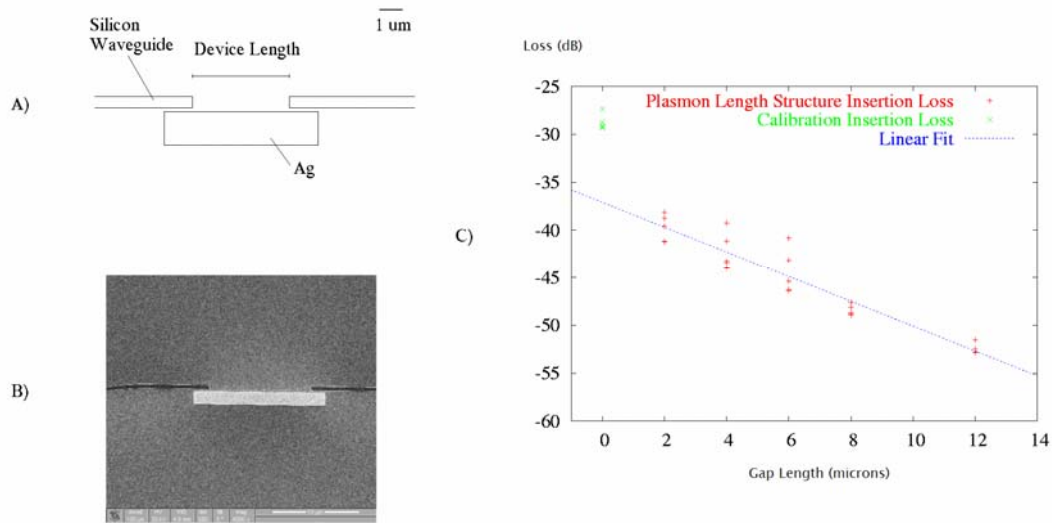 A)
1 um
Silicon
Waveguide
Device Length
Ag
B)
C)
Loss (dB)
-25
-30
-35
-40
-45
-50
-55
-60
Plasmon Length Structure Insertion Loss
Calibration Insertion Loss
Linear Fit
0 2 4 6 8 10 12 14
Gap Length (microns)